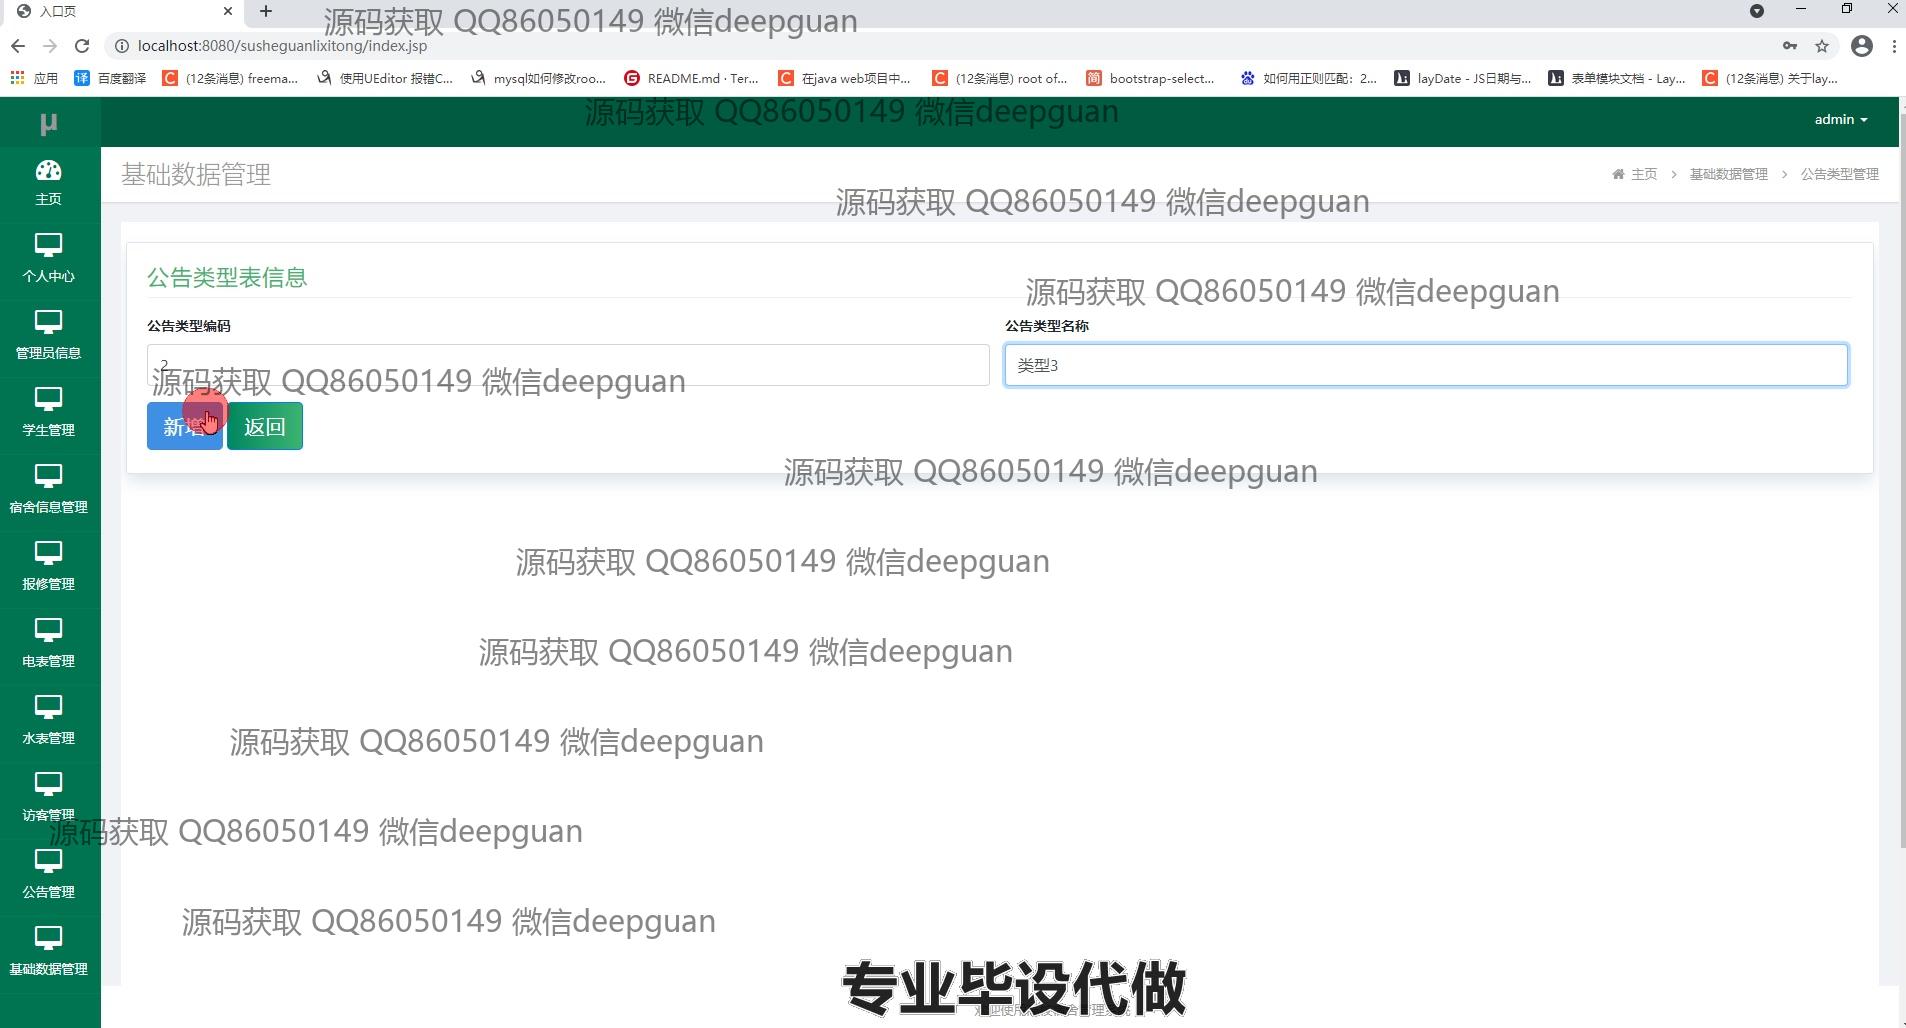 入口页
源码获取 QQ86050149 微信deepguan
localhost:8080/susheguanlixitong/index.jsp
应用
百度翻译
(12条消息) freema...
使用UEditor 报错C...
mysql如何修改roo...
README.md · Ter...
在java web项目中...
(12条消息) root of...
bootstrap-select...
如何用正则匹配：2...
layDate - JS日期与...
表单模块文档 - Lay...
(12条消息) 关于lay...
源码获取 QQ86050149 微信deepguan
μ
admin
主页
基础数据管理
主页 > 基础数据管理 > 公告类型管理
源码获取 QQ86050149 微信deepguan
个人中心
公告类型表信息
源码获取 QQ86050149 微信deepguan
管理员信息
公告类型编码
公告类型名称
2
类型3
源码获取 QQ86050149 微信deepguan
新增
返回
学生管理
源码获取 QQ86050149 微信deepguan
宿舍信息管理
源码获取 QQ86050149 微信deepguan
报修管理
源码获取 QQ86050149 微信deepguan
电表管理
源码获取 QQ86050149 微信deepguan
水表管理
访客管理
源码获取 QQ86050149 微信deepguan
公告管理
源码获取 QQ86050149 微信deepguan
基础数据管理
专业毕设代做